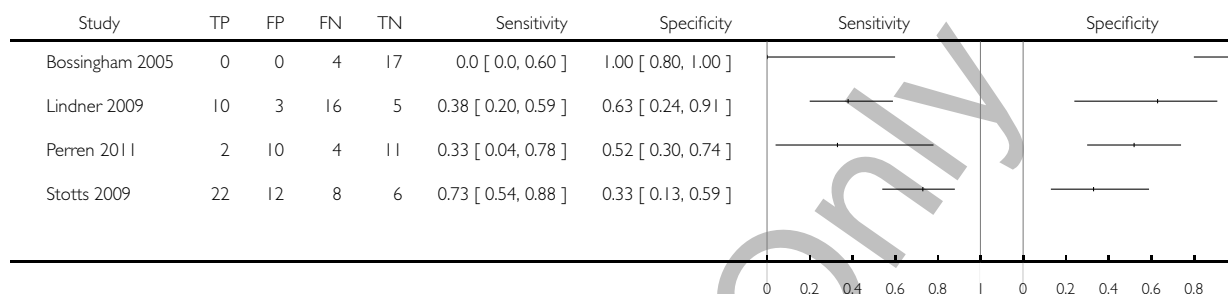 Study TP FP FN TN Sensitivity Specificity Sensitivity Specificity
Bossingham 2005 0 0 4 17 0.0 [ 0.0, 0.60 ] 1.00 [ 0.80, 1.00 ]
Lindner 2009 10 3 16 5 0.38 [ 0.20, 0.59 ] 0.63 [ 0.24, 0.91 ]
Perren 2011 2 10 4 11 0.33 [ 0.04, 0.78 ] 0.52 [ 0.30, 0.74 ]
Stotts 2009 22 12 8 6 0.73 [ 0.54, 0.88 ] 0.33 [ 0.13, 0.59 ]
0 0.2 0.4 0.6 0.8 1 0 0.2 0.4 0.6 0.8
Only